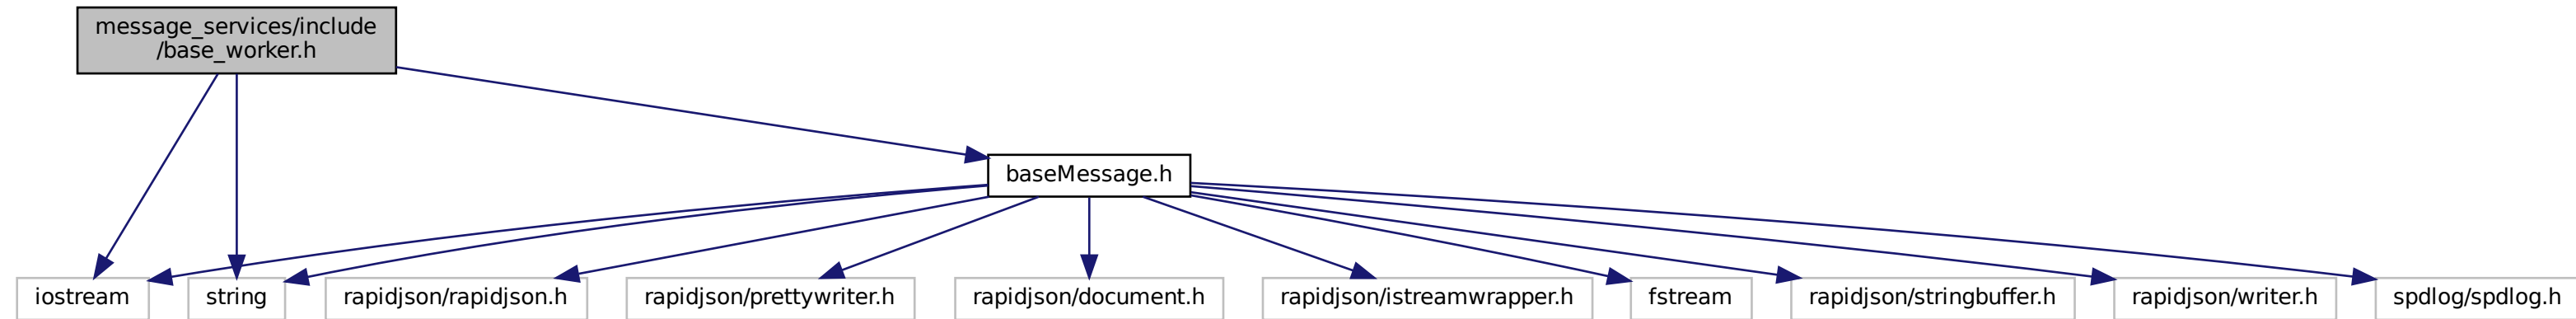 message_services/include
/base_worker.h
baseMessage.h
iostream
string
rapidjson/rapidjson.h
rapidjson/prettywriter.h
rapidjson/document.h
rapidjson/istreamwrapper.h
fstream
rapidjson/stringbuffer.h
rapidjson/writer.h
spdlog/spdlog.h